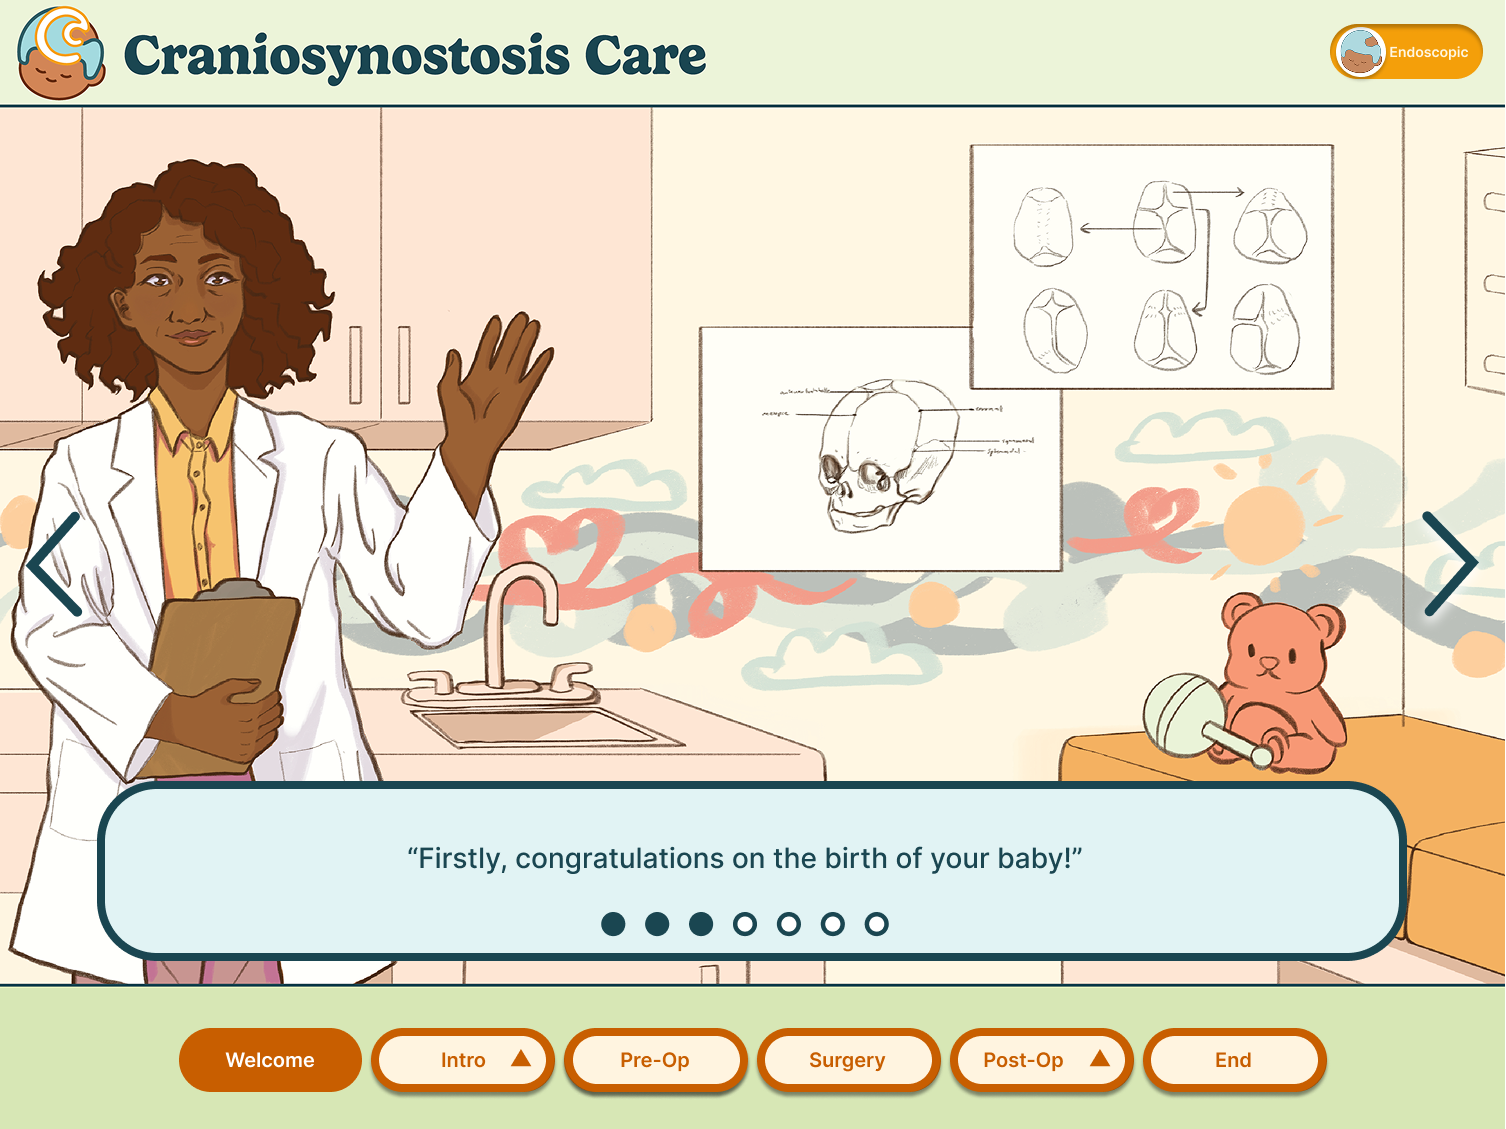 Craniosynostosis Care
Endoscopic
“Firstly, congratulations on the birth of your baby!”
Welcome
Intro
Pre-Op
Surgery
Post-Op
End